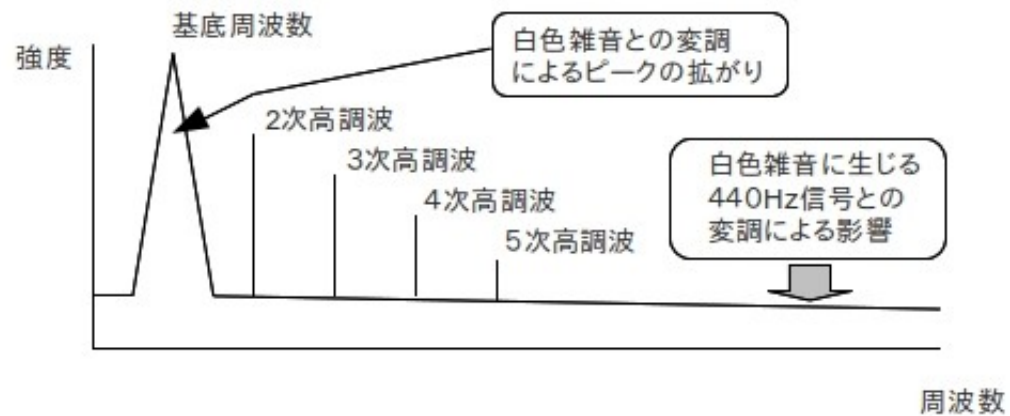 基底周波数
強度
白色雑音との変調
によるピークの拡がり
2次高調波
3次高調波
4次高調波
5次高調波
白色雑音に生じる
440Hz信号との
変調による影響
周波数